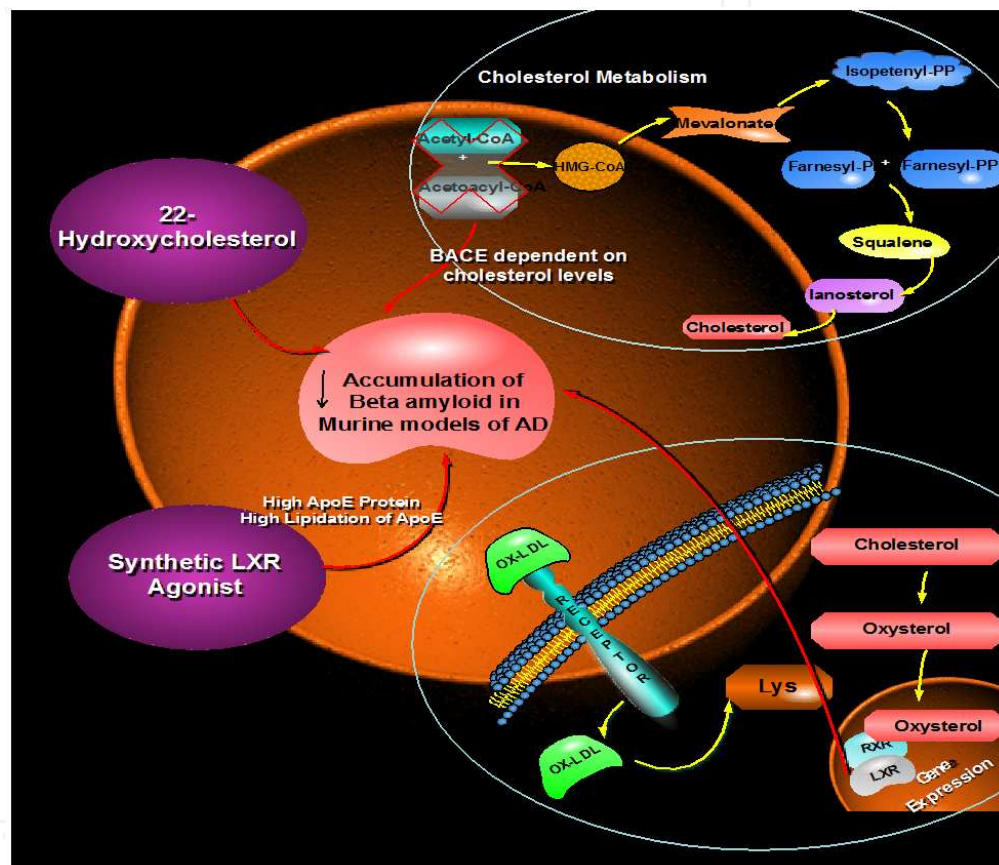 Cholesterol Metabolism
Acetyl-CoA
+
Acetoacyl-CoA
HMG-CoA
Mevalonate
Isopetenyl-PP
Farnesyl-PP
+
Farnesyl-PP
Squalene
lanosterol
Cholesterol
22-
Hydroxycholesterol
BACE dependent on
cholesterol levels
↓ Accumulation of
Beta amyloid in
Murine models of AD
High ApoE Protein
High Lipidation of ApoE
Synthetic LXR
Agonist
OX-LDL
RECEPTOR
OX-LDL
Lys
Cholesterol
Oxysterol
Oxysterol
RXR
LXR
Gene
Expression